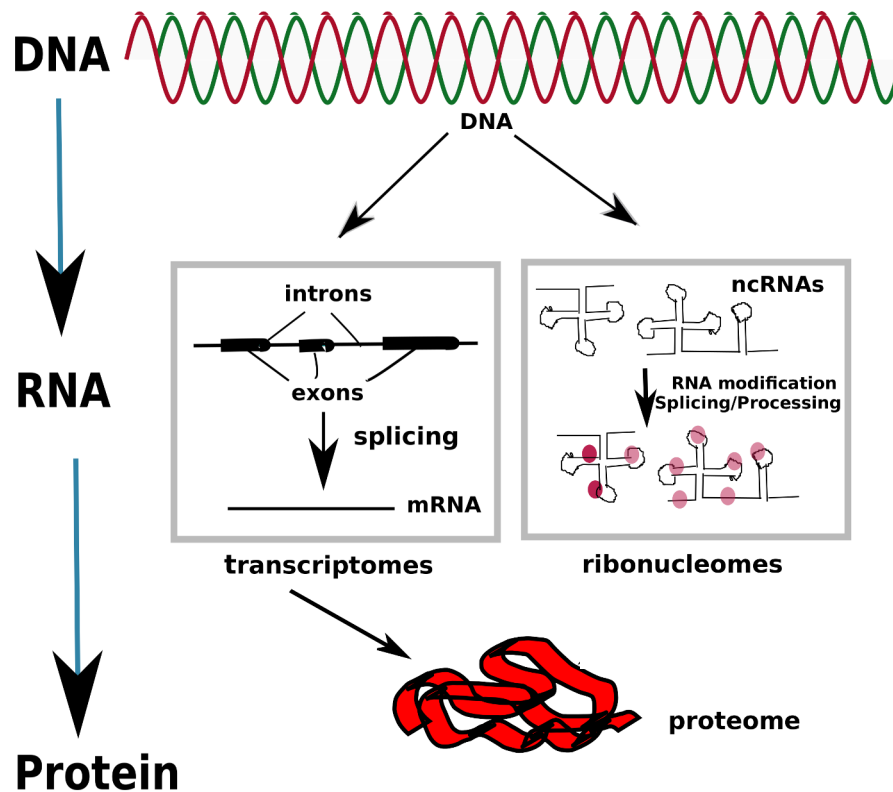 DNA
DNA
introns
ncRNAs
exons
RNA modification
Splicing/Processing
RNA
splicing
mRNA
transcriptomes
ribonucleomes
proteome
Protein